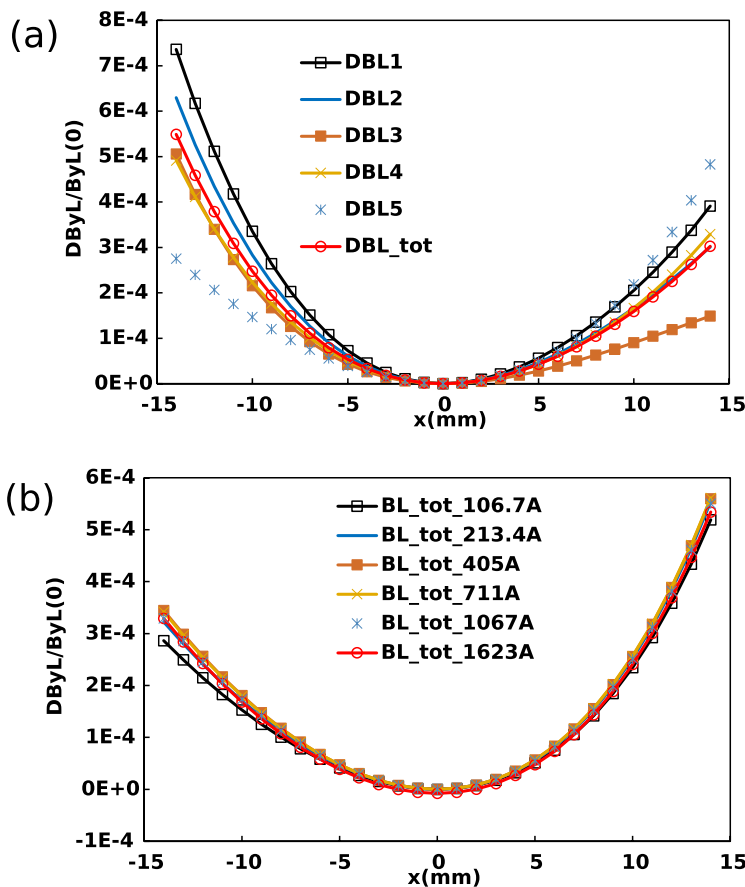 (a)
DByL/ByL(0)
8E-4
7E-4
6E-4
5E-4
4E-4
3E-4
2E-4
1E-4
0E+0
DBL1
DBL2
DBL3
DBL4
DBL5
DBL_tot
-15 -10 -5 0 5 10 15
x(mm)
(b)
DByL/ByL(0)
6E-4
5E-4
4E-4
3E-4
2E-4
1E-4
0E+0
-1E-4
BL_tot_106.7A
BL_tot_213.4A
BL_tot_405A
BL_tot_711A
BL_tot_1067A
BL_tot_1623A
-15 -10 -5 0 5 10 15
x(mm)